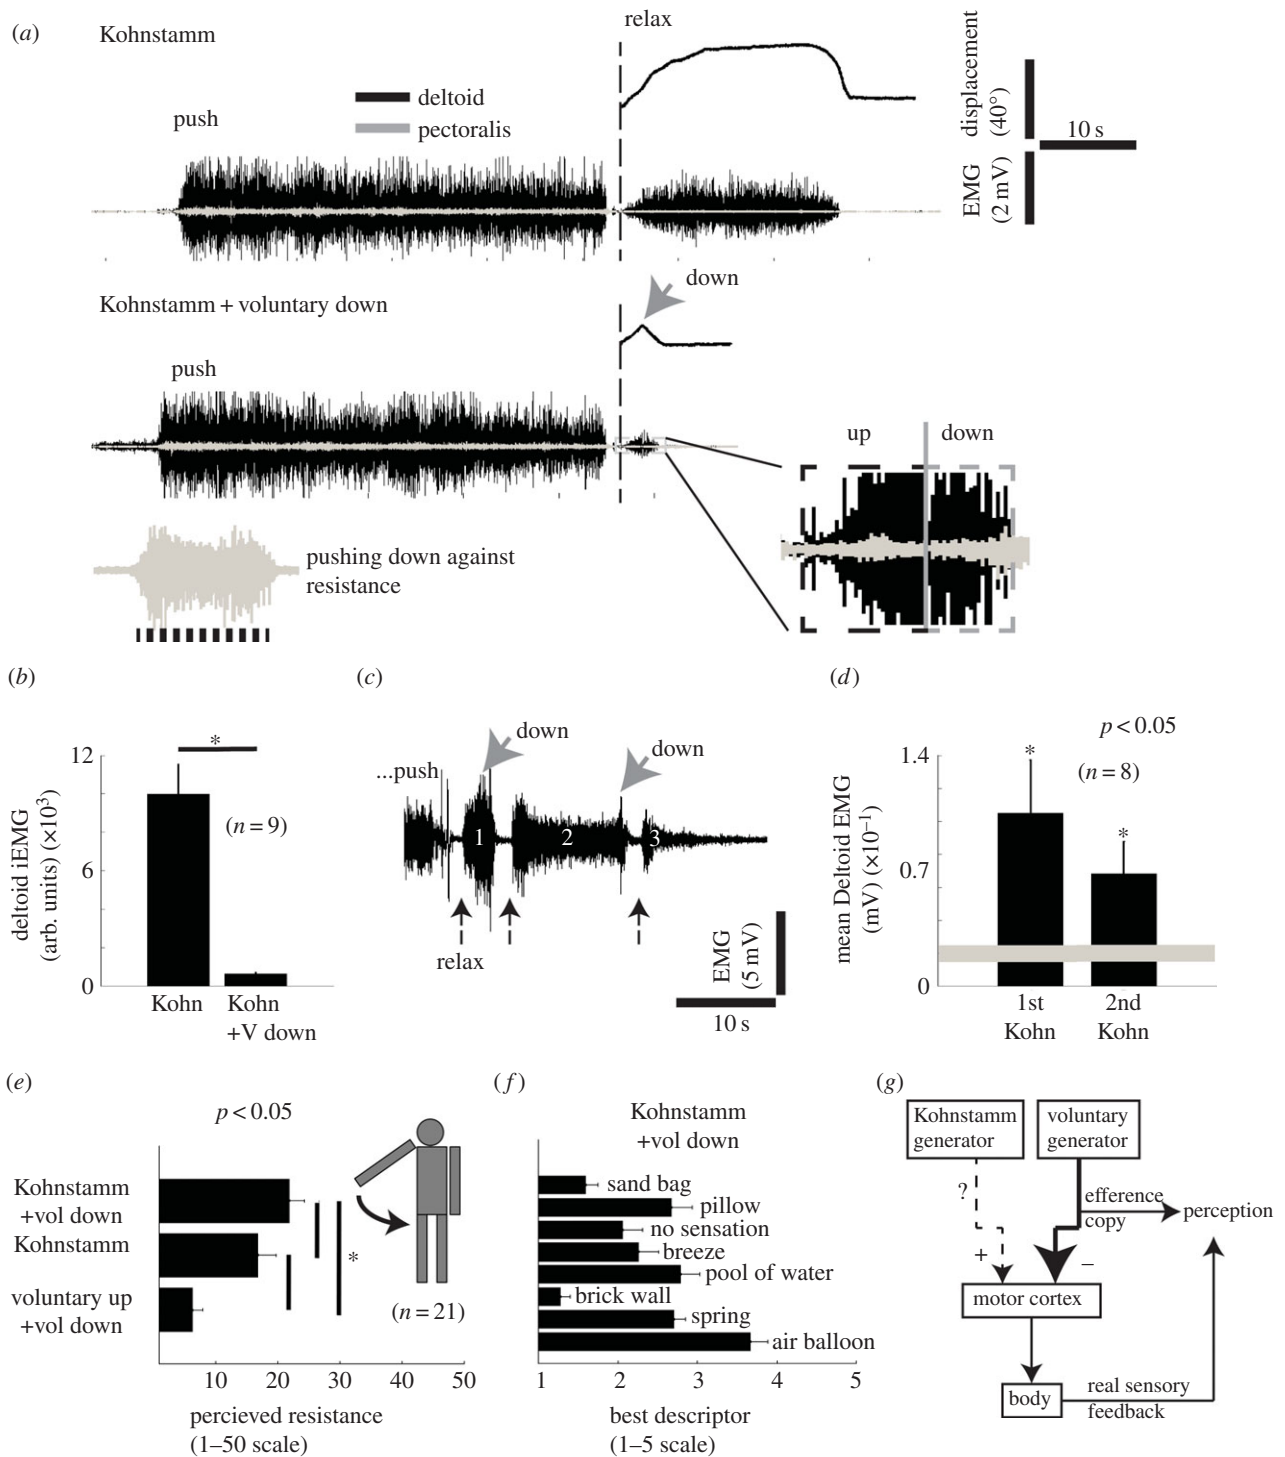 (a)
Kohnstamm
relax
deltoid
pectoralis
push
displacement
(40°)
10 s
EMG
(2 mV)
Kohnstamm + voluntary down
down
push
up
down
pushing down against
resistance
(b)
12
6
0
deltoid iEMG
(arb. units) (×10³)
*
(n = 9)
Kohn
Kohn
+V down
(c)
...push
down
down
1
2
3
relax
EMG
(5 mV)
10 s
(d)
p < 0.05
(n = 8)
1.4
0.7
0
mean Deltoid EMG
(mV) (×10⁻¹)
*
*
1st
Kohn
2nd
Kohn
(e)
p < 0.05
Kohnstamm
+vol down
Kohnstamm
voluntary up
+vol down
*
(n = 21)
10 20 30 40 50
percieved resistance
(1–50 scale)
(f)
Kohnstamm
+vol down
sand bag
pillow
no sensation
breeze
pool of water
brick wall
spring
air balloon
1 2 3 4 5
best descriptor
(1–5 scale)
(g)
Kohnstamm
generator
voluntary
generator
?
efference
copy
perception
+
–
motor cortex
body
real sensory
feedback